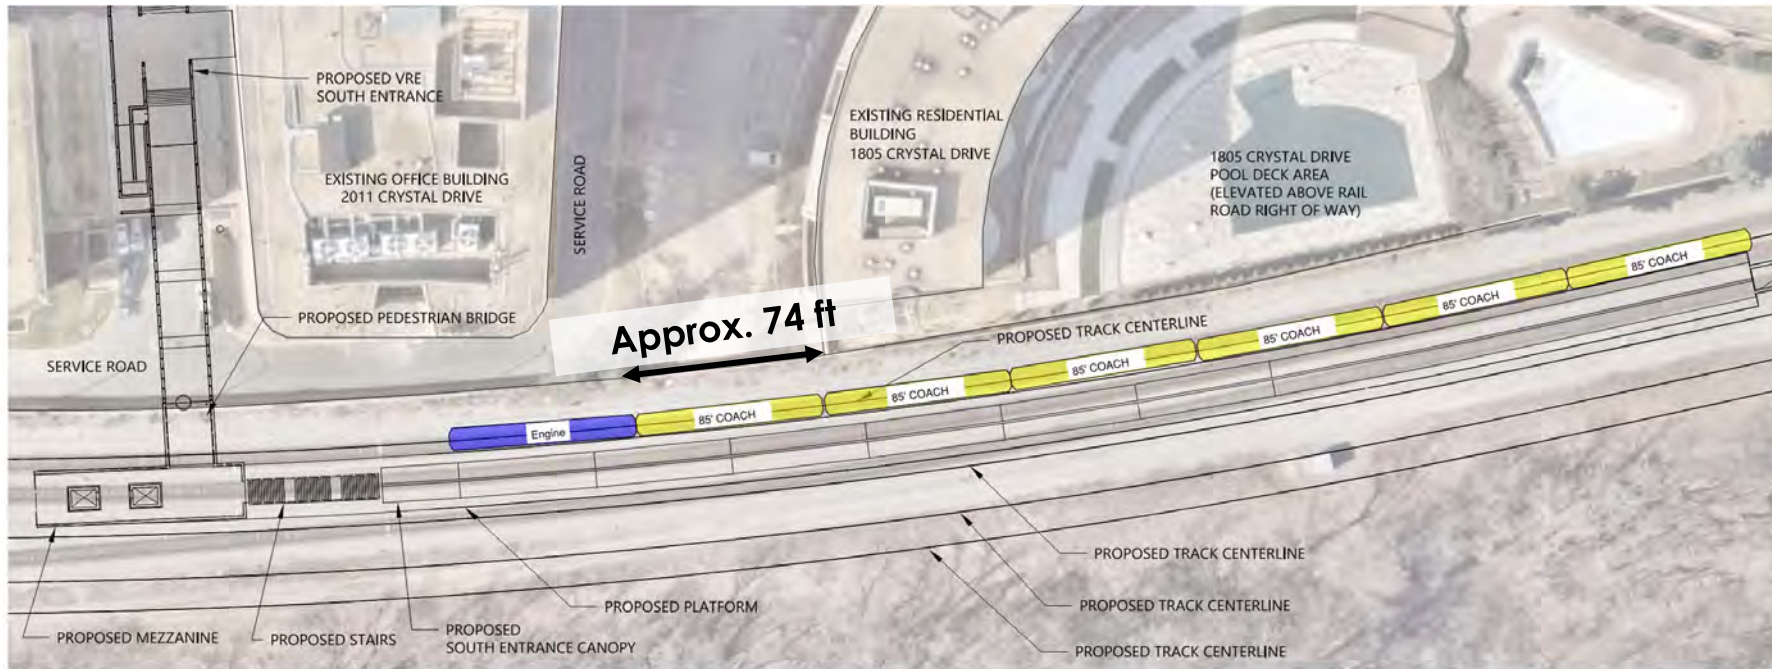 PROPOSED VRE
SOUTH ENTRANCE
EXISTING OFFICE BUILDING
2011 CRYSTAL DRIVE
SERVICE ROAD
EXISTING RESIDENTIAL
BUILDING
1805 CRYSTAL DRIVE
1805 CRYSTAL DRIVE
POOL DECK AREA
(ELEVATED ABOVE RAIL
ROAD RIGHT OF WAY)
PROPOSED PEDESTRIAN BRIDGE
SERVICE ROAD
Approx. 74 ft
PROPOSED TRACK CENTERLINE
Engine
85' COACH
85' COACH
85' COACH
85' COACH
85' COACH
85' COACH
PROPOSED MEZZANINE
PROPOSED STAIRS
PROPOSED
SOUTH ENTRANCE CANOPY
PROPOSED PLATFORM
PROPOSED TRACK CENTERLINE
PROPOSED TRACK CENTERLINE
PROPOSED TRACK CENTERLINE